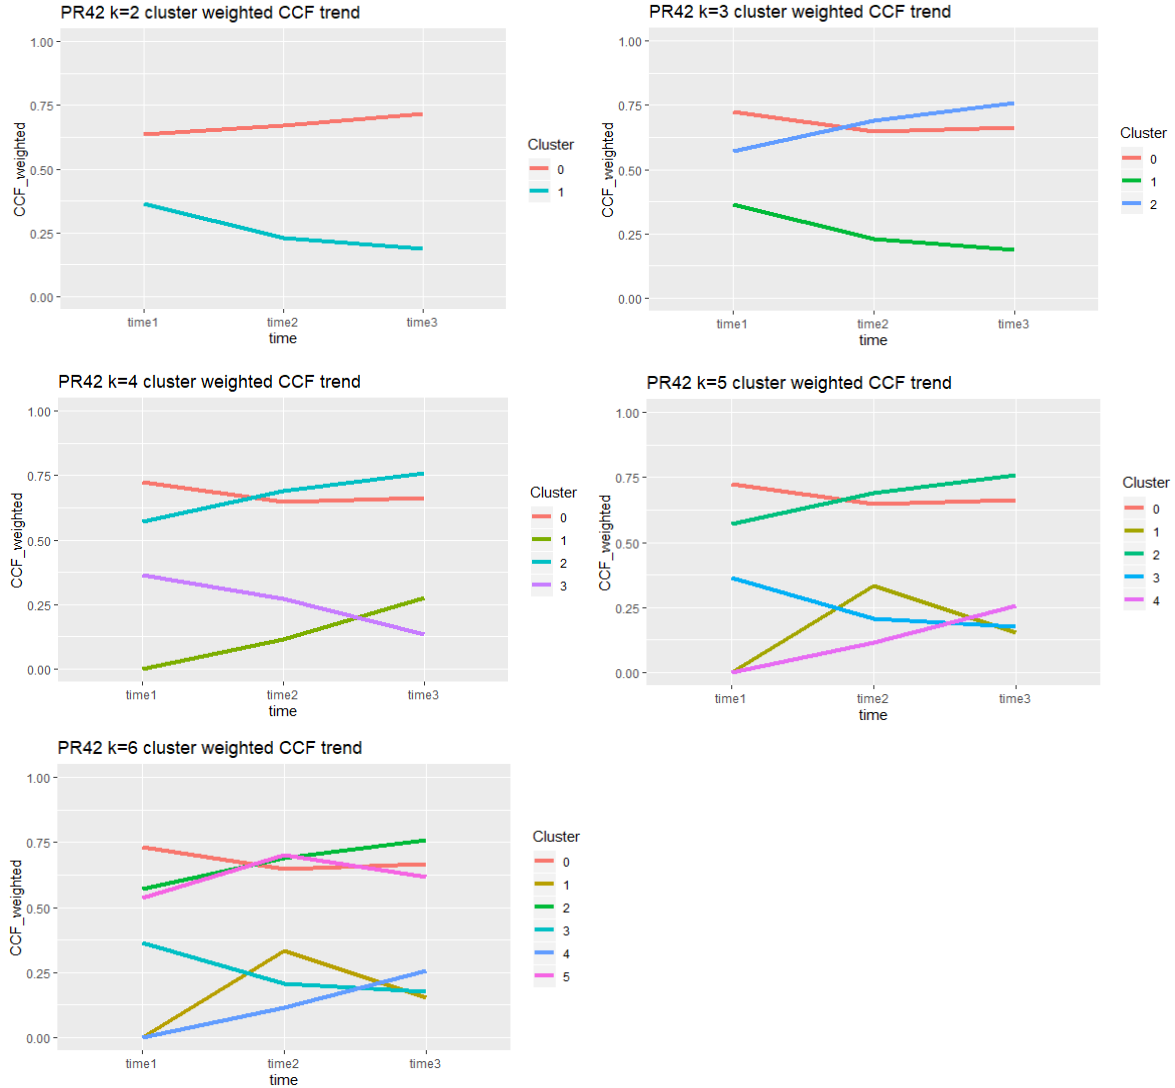 PR42 k=2 cluster weighted CCF trend
1.00
0.75
0.50
0.25
0.00
CCF_weighted
time1 time2 time3
time
Cluster
0
1
PR42 k=3 cluster weighted CCF trend
1.00
0.75
0.50
0.25
0.00
CCF_weighted
time1 time2 time3
time
Cluster
0
1
2
PR42 k=4 cluster weighted CCF trend
1.00
0.75
0.50
0.25
0.00
CCF_weighted
time1 time2 time3
time
Cluster
0
1
2
3
PR42 k=5 cluster weighted CCF trend
1.00
0.75
0.50
0.25
0.00
CCF_weighted
time1 time2 time3
time
Cluster
0
1
2
3
4
PR42 k=6 cluster weighted CCF trend
1.00
0.75
0.50
0.25
0.00
CCF_weighted
time1 time2 time3
time
Cluster
0
1
2
3
4
5